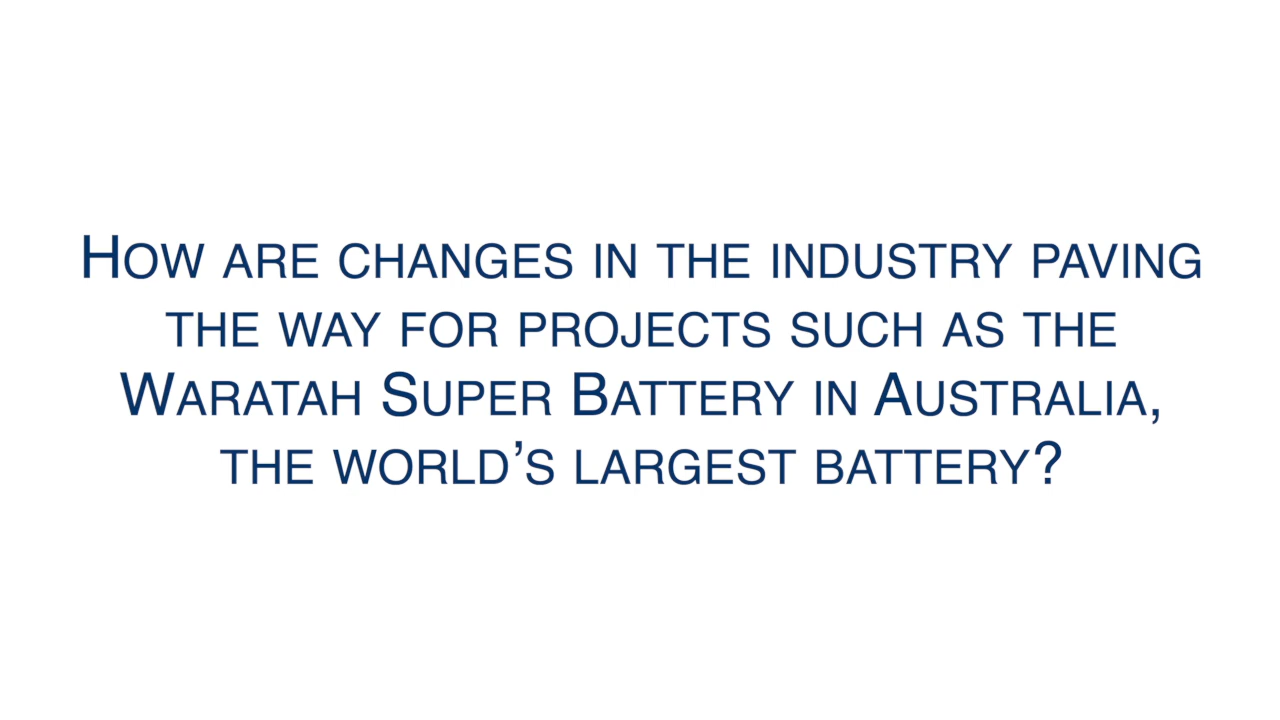 How are changes in the industry paving
the way for projects such as the
Waratah Super Battery in Australia,
the world’s largest battery?